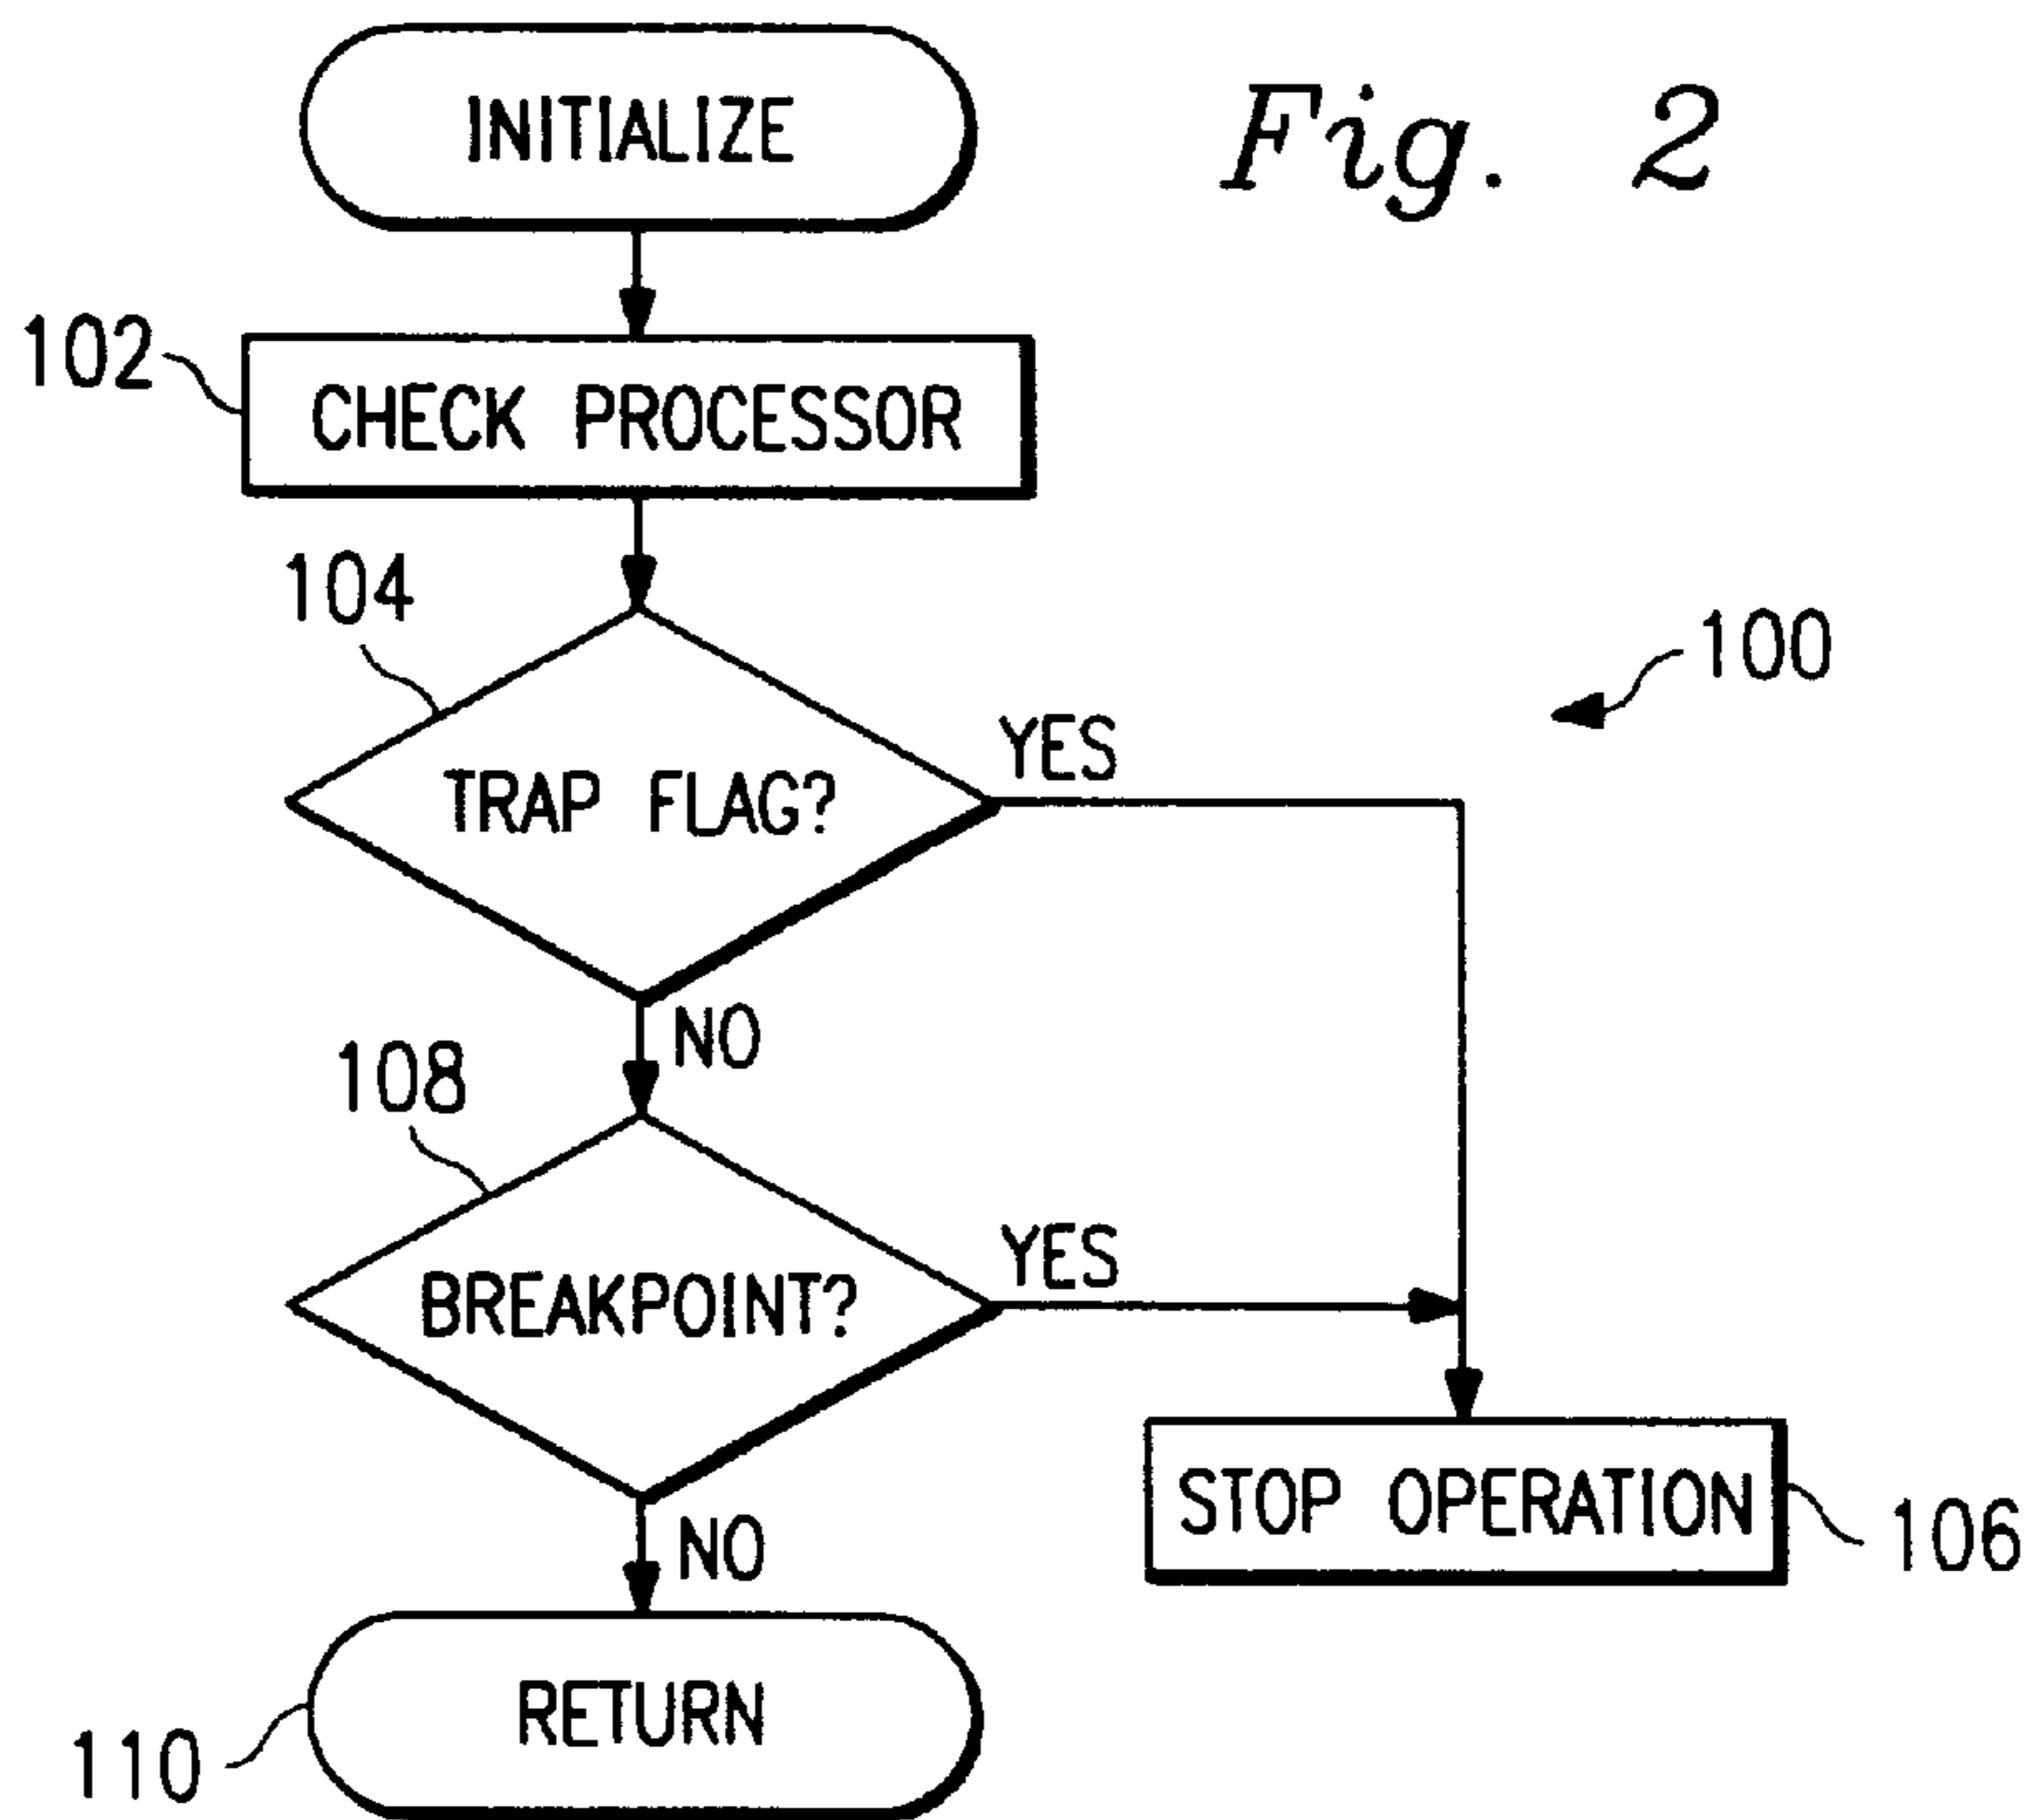 INITIALIZE
Fig. 2
102
CHECK PROCESSOR
104
100
YES
TRAP FLAG?
NO
108
YES
BREAKPOINT?
STOP OPERATION
106
NO
RETURN
110